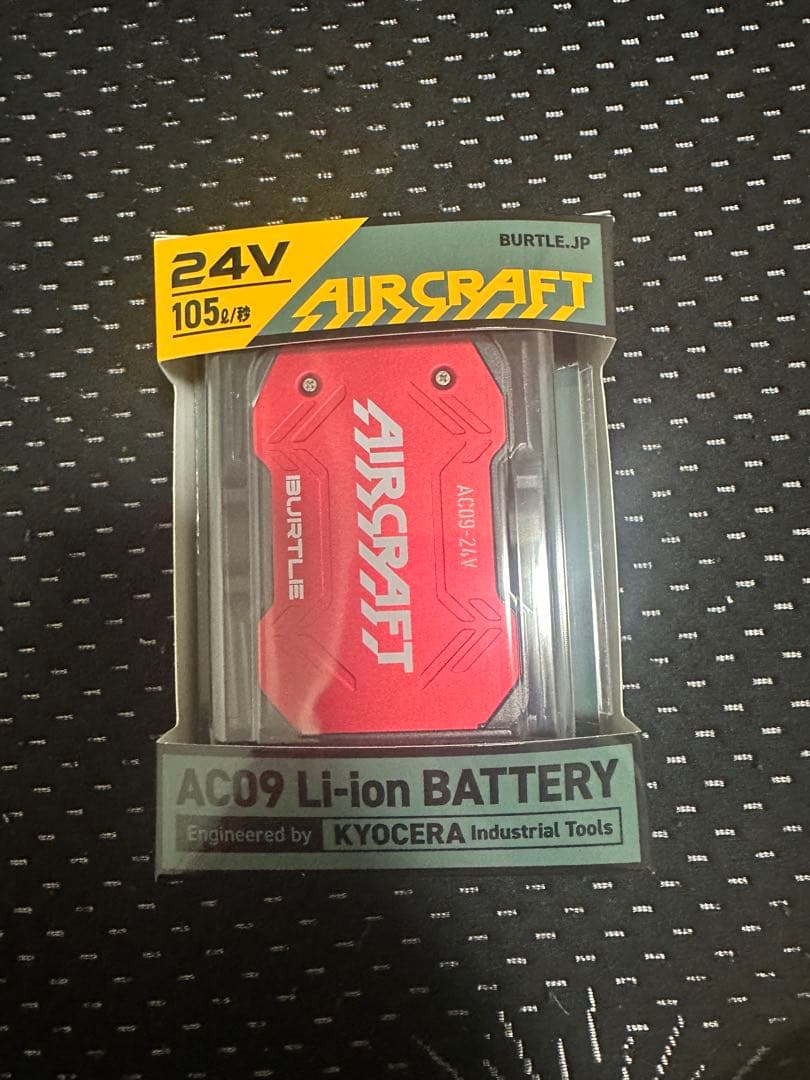 BURTLE.JP
24V
105ℓ/秒
AIRCRAFT
AIRCRAFT
BURTLE
AC09-24V
AC09 Li-ion BATTERY
Engineered by KYOCERA Industrial Tools